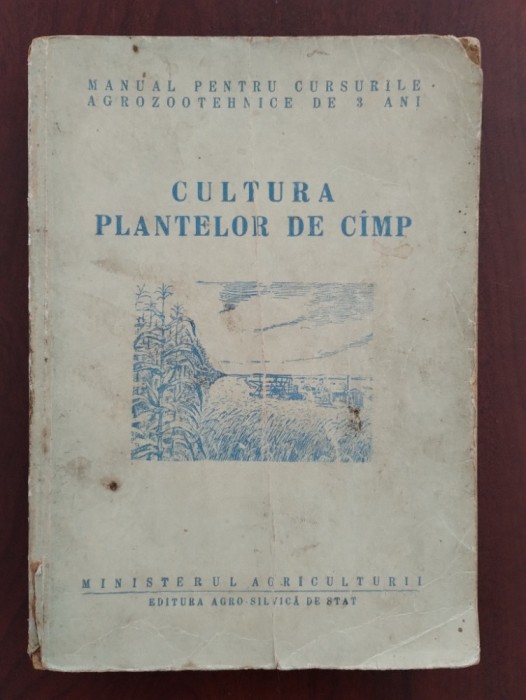 MANUAL PENTRU CURSURILE
AGROZOOTEHNICE DE 3 ANI
CULTURA
PLANTELOR DE CÎMP
MINISTERUL AGRICULTURII
EDITURA AGRO-SILVICĂ DE STAT